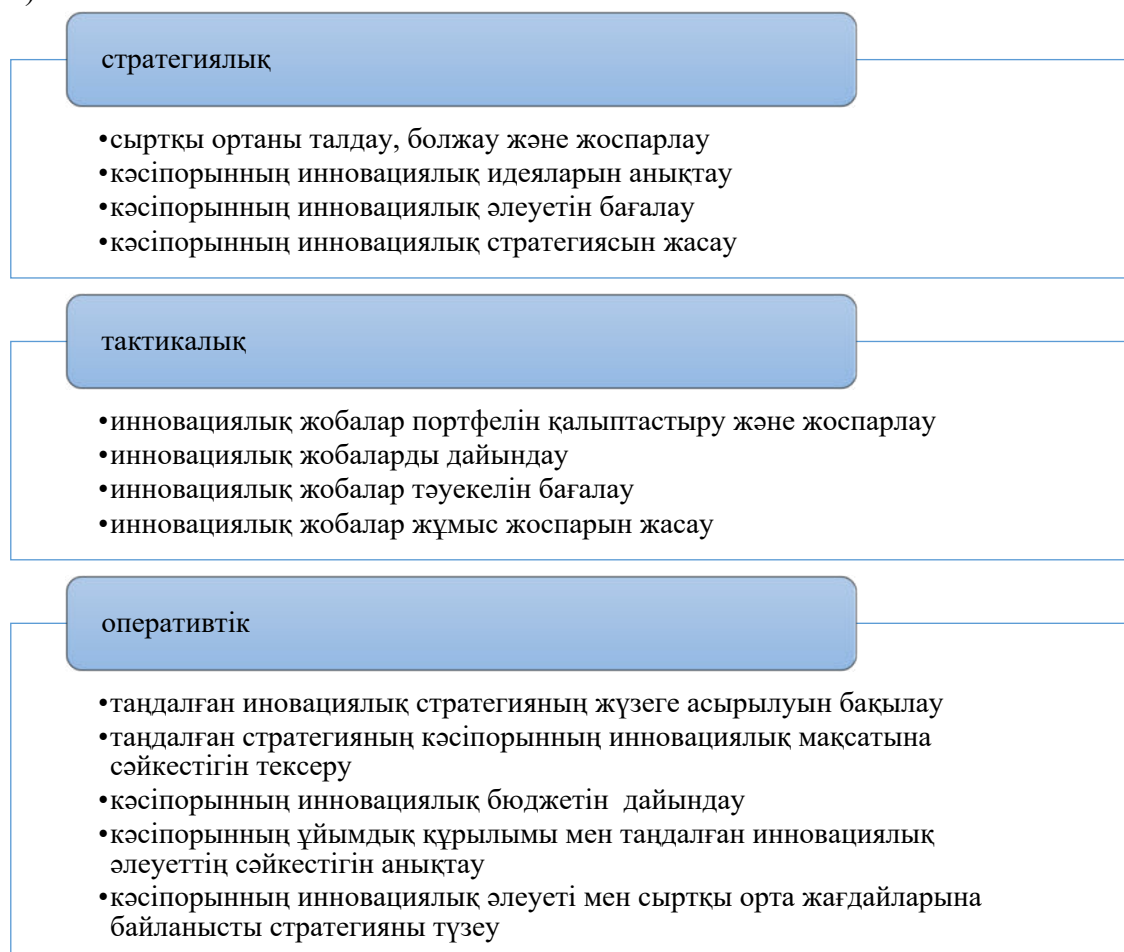 стратегиялық
•сыртқы ортаны талдау, болжау және жоспарлау
•кәсіпорынның инновациялық идеяларын анықтау
•кәсіпорынның инновациялық әлеуетін бағалау
•кәсіпорынның инновациялық стратегиясын жасау
тактикалық
•инновациялық жобалар портфелін қалыптастыру және жоспарлау
•инновациялық жобаларды дайындау
•инновациялық жобалар тәуекелін бағалау
•инновациялық жобалар жұмыс жоспарын жасау
оперативтік
•таңдалған иновациялық стратегияның жүзеге асырылуын бақылау
•таңдалған стратегияның кәсіпорынның инновациялық мақсатына
сәйкестігін тексеру
•кәсіпорынның инновациялық бюджетін  дайындау
•кәсіпорынның ұйымдық құрылымы мен таңдалған инновациялық
әлеуеттің сәйкестігін анықтау
•кәсіпорынның инновациялық әлеуеті мен сыртқы орта жағдайларына
байланысты стратегияны түзеу